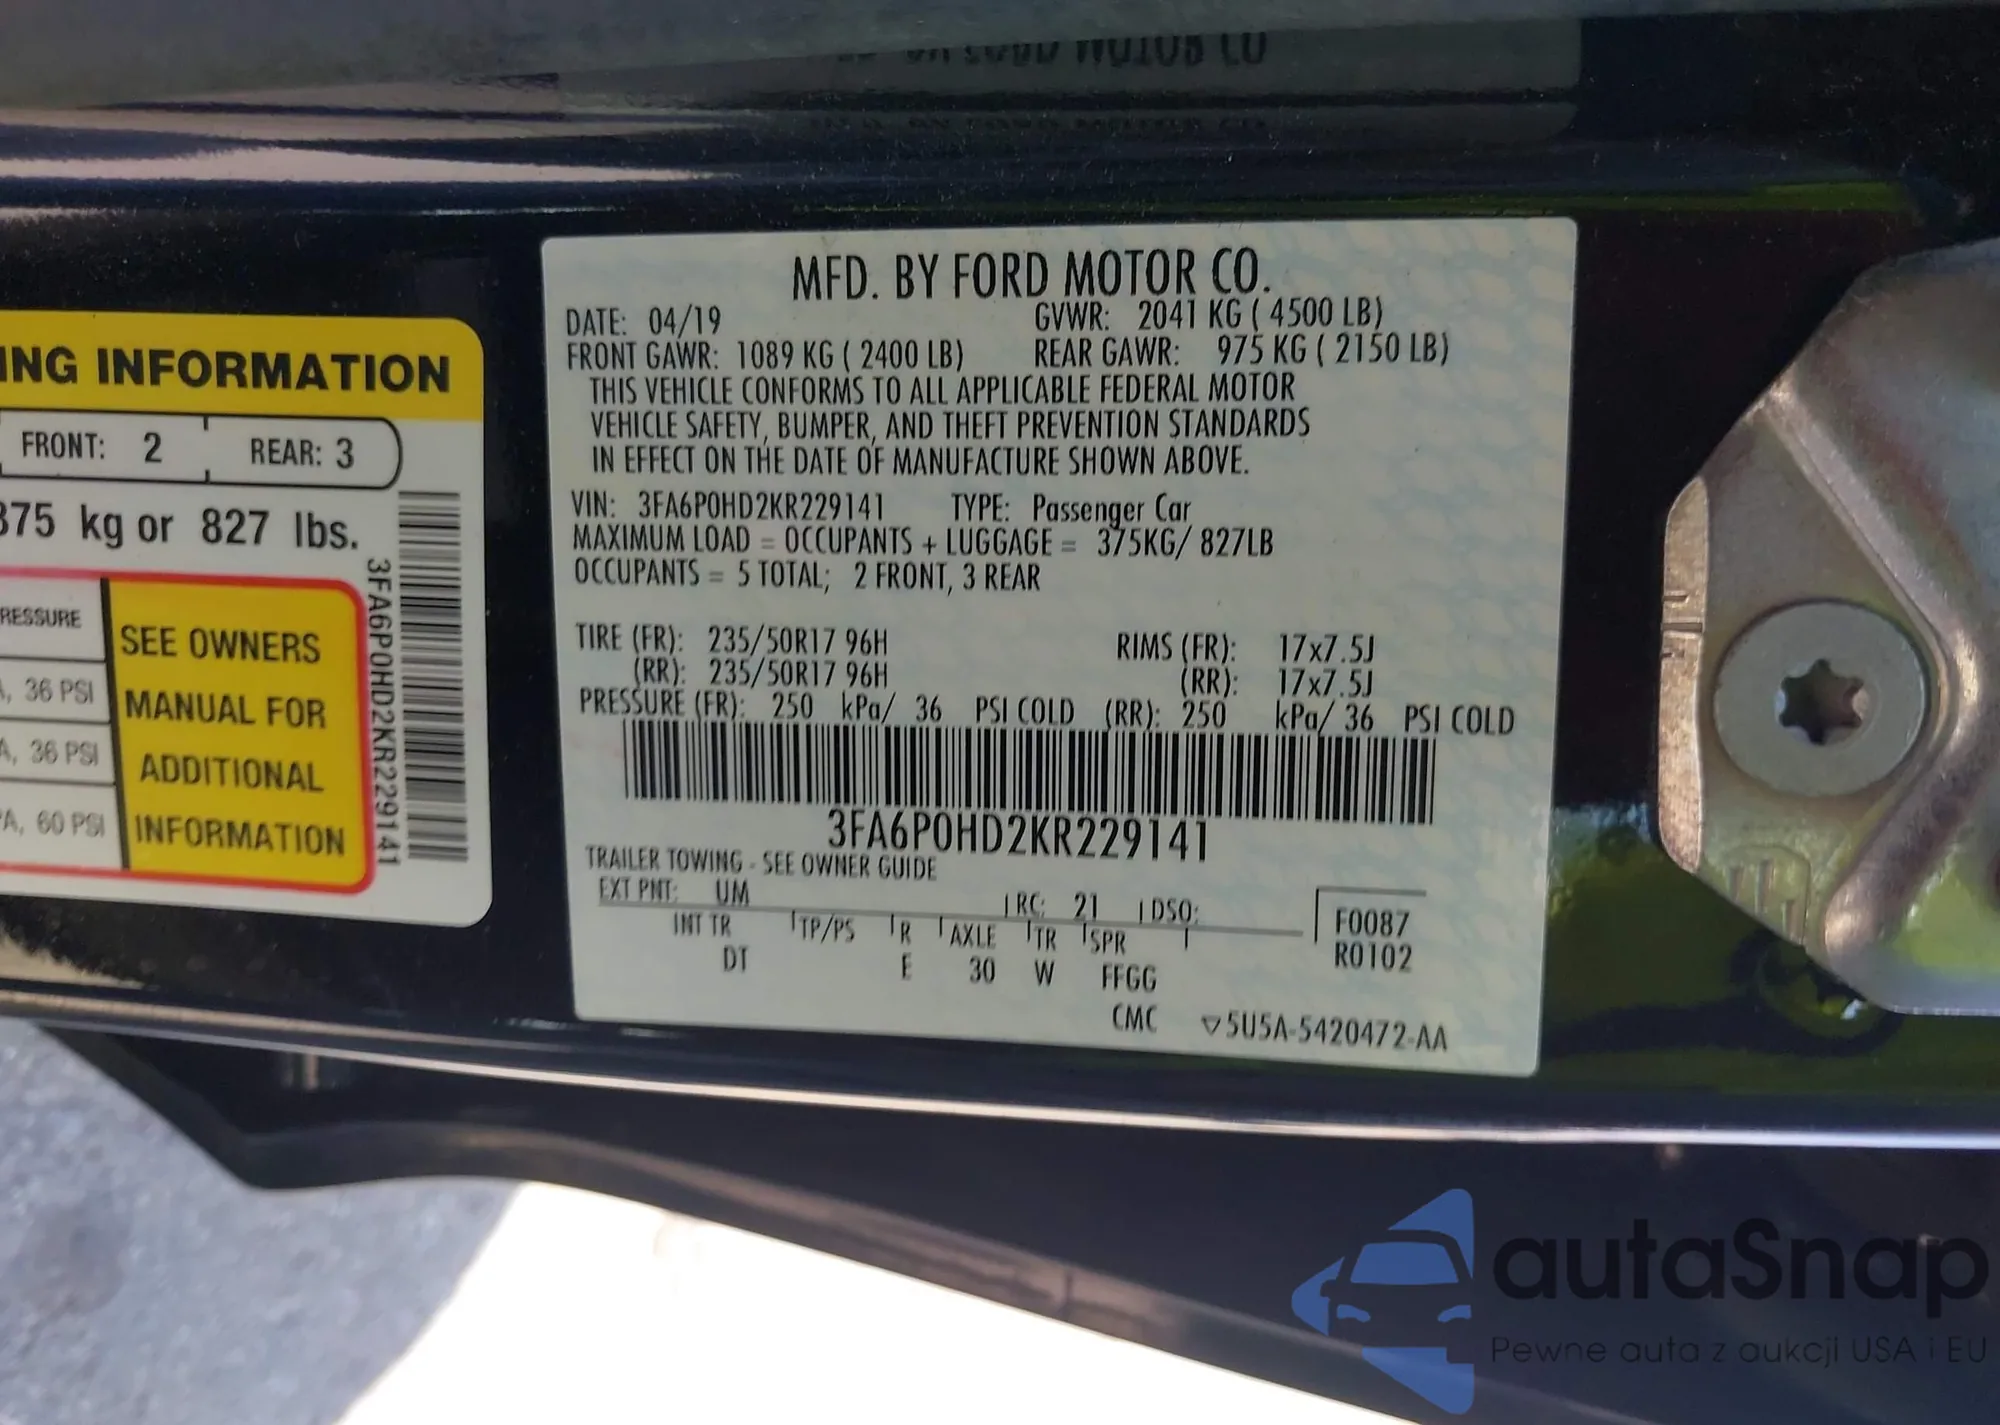 ING INFORMATION
FRONT: 2 REAR: 3
375 kg or 827 lbs.
RESSURE
, 36 PSI
A, 36 PSI
PA, 60 PSI
SEE OWNERS
MANUAL FOR
ADDITIONAL
INFORMATION
3FA6P0HD2KR229141
MFD. BY FORD MOTOR CO.
DATE: 04/19 GVWR: 2041 KG ( 4500 LB)
FRONT GAWR: 1089 KG ( 2400 LB) REAR GAWR: 975 KG ( 2150 LB)
THIS VEHICLE CONFORMS TO ALL APPLICABLE FEDERAL MOTOR
VEHICLE SAFETY, BUMPER, AND THEFT PREVENTION STANDARDS
IN EFFECT ON THE DATE OF MANUFACTURE SHOWN ABOVE.
VIN: 3FA6P0HD2KR229141 TYPE: Passenger Car
MAXIMUM LOAD = OCCUPANTS + LUGGAGE = 375KG/ 827LB
OCCUPANTS = 5 TOTAL; 2 FRONT, 3 REAR
TIRE (FR): 235/50R17 96H RIMS (FR): 17x7.5J
(RR): 235/50R17 96H (RR): 17x7.5J
PRESSURE (FR): 250 kPa/ 36 PSI COLD (RR): 250 kPa/ 36 PSI COLD
3FA6P0HD2KR229141
TRAILER TOWING - SEE OWNER GUIDE
EXT PNT: UM RC: 21 DSO:
INT TR TP/PS R AXLE TR SPR F0087
DT E 30 W FFGG R0102
CMC ▽5U5A-5420472-AA
autaSnap
Pewne auta z aukcji USA i EU